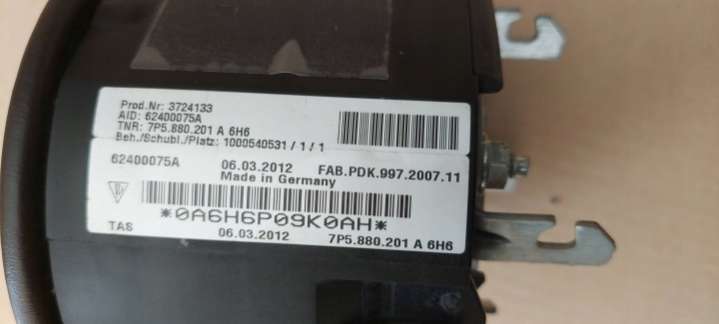 Prod.Nr: 3724133
AID: 62400075A
TNR: 7P5.880.201 A 6H6
Beh./Schubl./Platz: 1000540531 / 1 / 1
62400075A 06.03.2012 FAB.PDK.997.2007.11
Made in Germany
*0A6H6P09K0AH*
TAS 06.03.2012 7P5.880.201 A 6H6